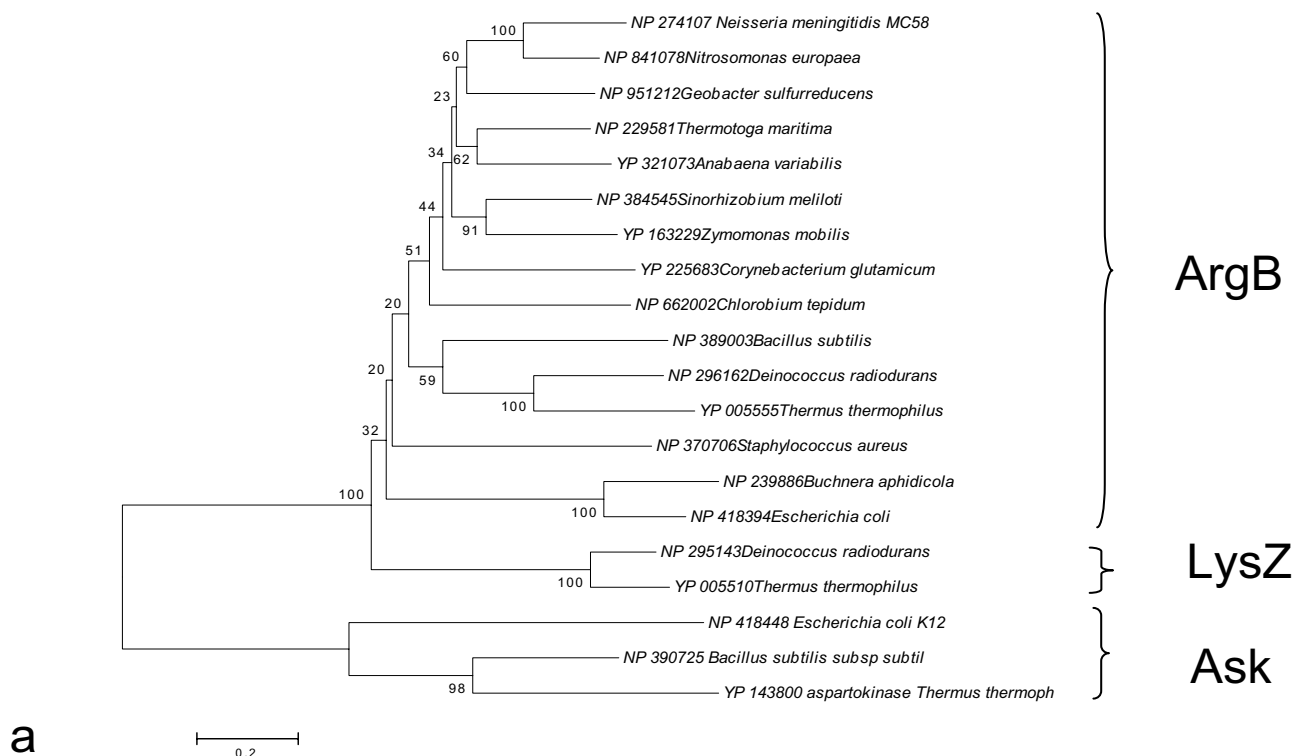 NP 274107 Neisseria meningitidis MC58
100
NP 841078Nitrosomonas europaea
60
NP 951212Geobacter sulfurreducens
23
NP 229581Thermotoga maritima
34
62
YP 321073Anabaena variabilis
NP 384545Sinorhizobium meliloti
44
91
YP 163229Zymomonas mobilis
51
YP 225683Corynebacterium glutamicum
ArgB
20
NP 662002Chlorobium tepidum
NP 389003Bacillus subtilis
20
59
NP 296162Deinococcus radiodurans
100
YP 005555Thermus thermophilus
32
NP 370706Staphylococcus aureus
NP 239886Buchnera aphidicola
100
100
NP 418394Escherichia coli
NP 295143Deinococcus radiodurans
LysZ
100
YP 005510Thermus thermophilus
NP 418448 Escherichia coli K12
NP 390725 Bacillus subtilis subsp subtil
Ask
98
YP 143800 aspartokinase Thermus thermoph
a
0.2